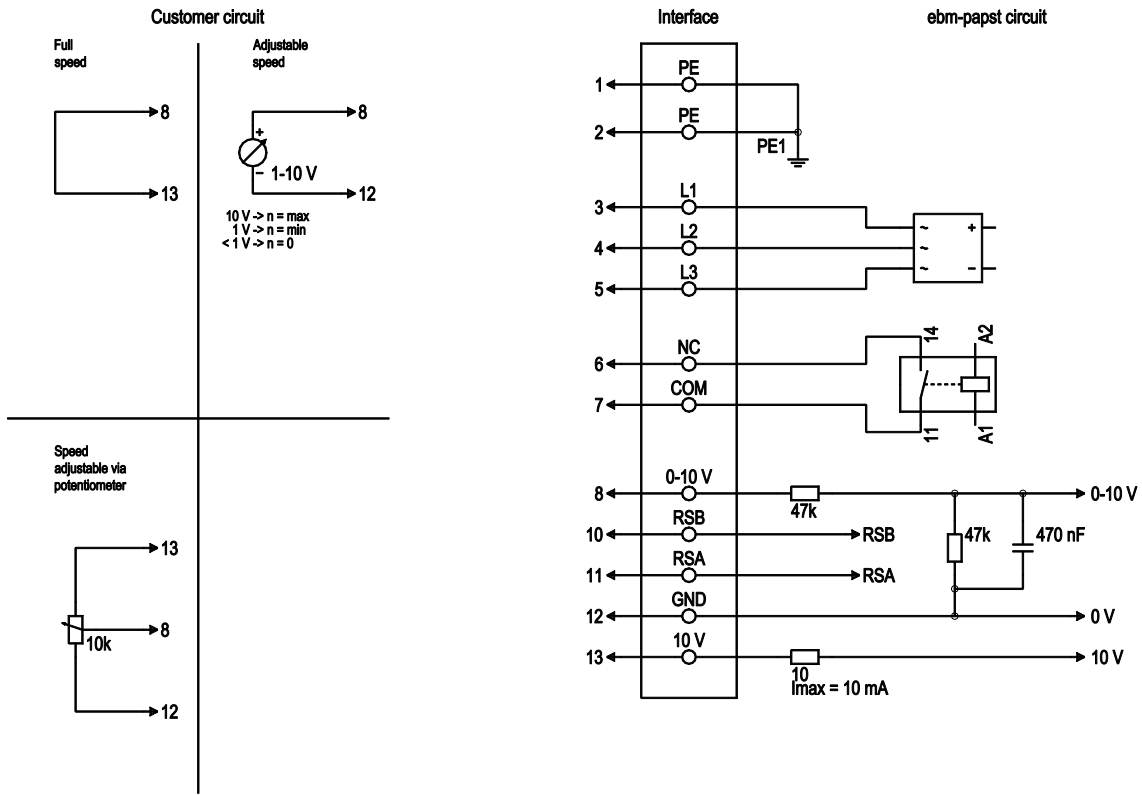 Customer circuit
Interface
ebm-papst circuit
Full
speed
8
13
Adjustable
speed
+
−
1-10 V
8
12
10 V -> n = max
1 V -> n = min
< 1 V -> n = 0
Speed
adjustable via
potentiometer
13
8
10k
12
1
PE
2
PE
PE1
3
L1
4
L2
5
L3
~
~
~
+
−
6
NC
7
COM
14
A2
11
A1
8
0-10 V
47k
0-10 V
10
RSB
RSB
47k
470 nF
11
RSA
RSA
12
GND
0 V
13
10 V
10
Imax = 10 mA
10 V